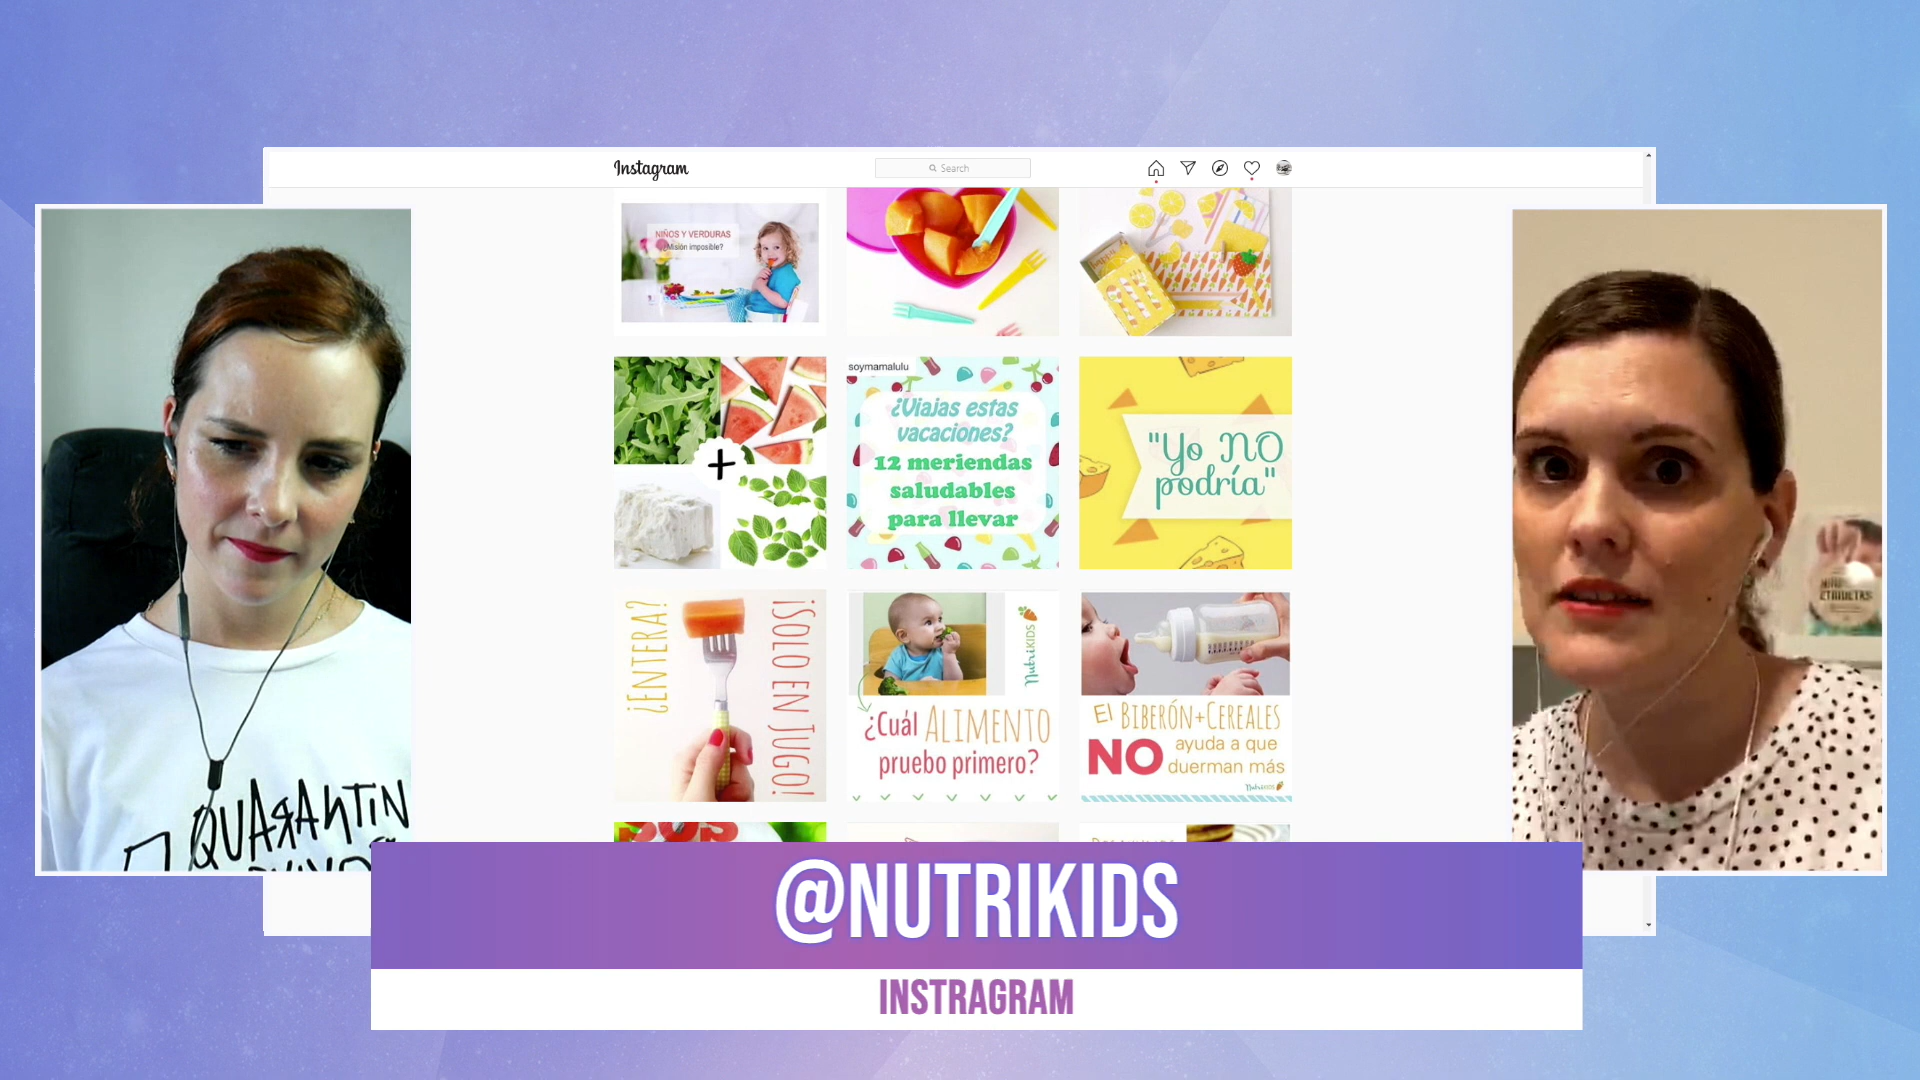 Instagram
Search
NIÑOS Y VERDURAS
¿Misión imposible?
+
soymamalulu
¿Viajas estas
vacaciones?
12 meriendas
saludables
para llevar
"Yo NO
podría"
¿ENTERA?
¡SOLO EN JUGO!
NutriKIDS
¿Cuál ALIMENTO
pruebo primero?
El BIBERÓN+CEREALES
NO ayuda a que
duerman más
NutriKIDS
SOS
QUARANTIN
@NUTRIKIDS
INSTRAGRAM